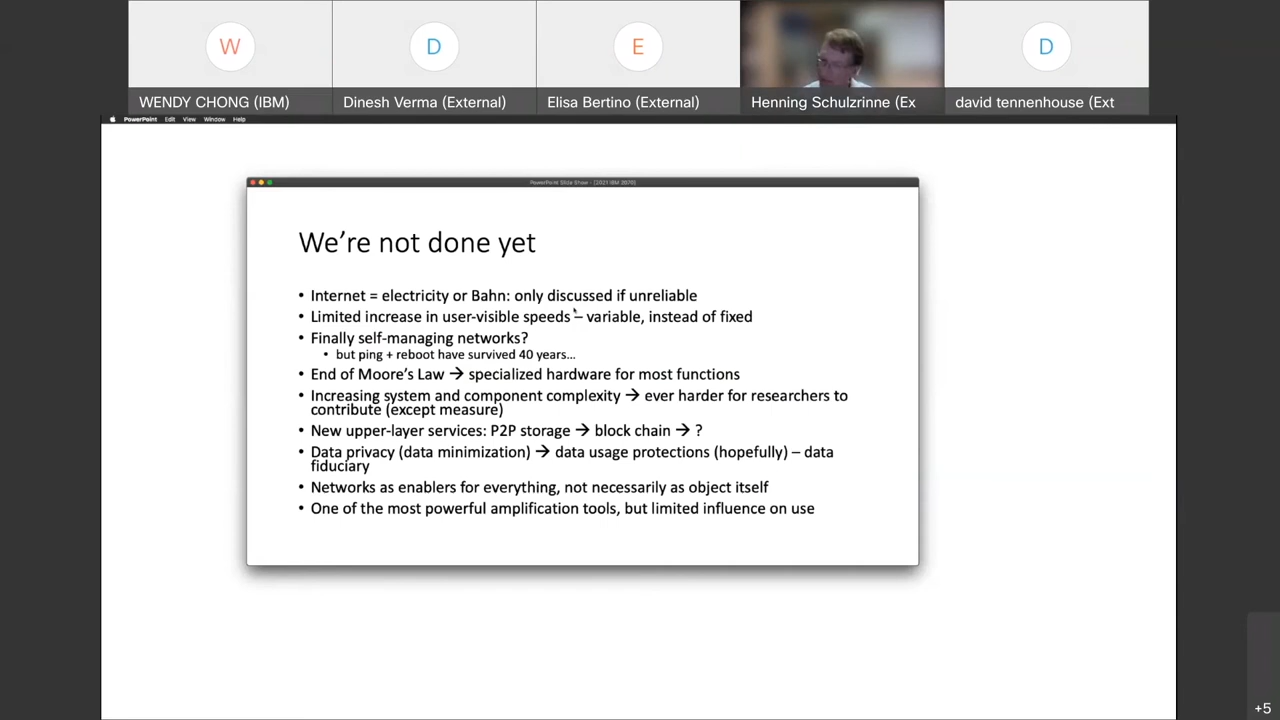 W
D
E
D
WENDY CHONG (IBM)
Dinesh Verma (External)
Elisa Bertino (External)
Henning Schulzrinne (Ex
david tennenhouse (Ext
PowerPoint Edit View Window Help
PowerPoint Slide Show - [2021 IBM 2070]
We’re not done yet
• Internet = electricity or Bahn: only discussed if unreliable
• Limited increase in user-visible speeds – variable, instead of fixed
• Finally self-managing networks?
• but ping + reboot have survived 40 years…
• End of Moore’s Law → specialized hardware for most functions
• Increasing system and component complexity → ever harder for researchers to
contribute (except measure)
• New upper-layer services: P2P storage → block chain → ?
• Data privacy (data minimization) → data usage protections (hopefully) – data
fiduciary
• Networks as enablers for everything, not necessarily as object itself
• One of the most powerful amplification tools, but limited influence on use
+5